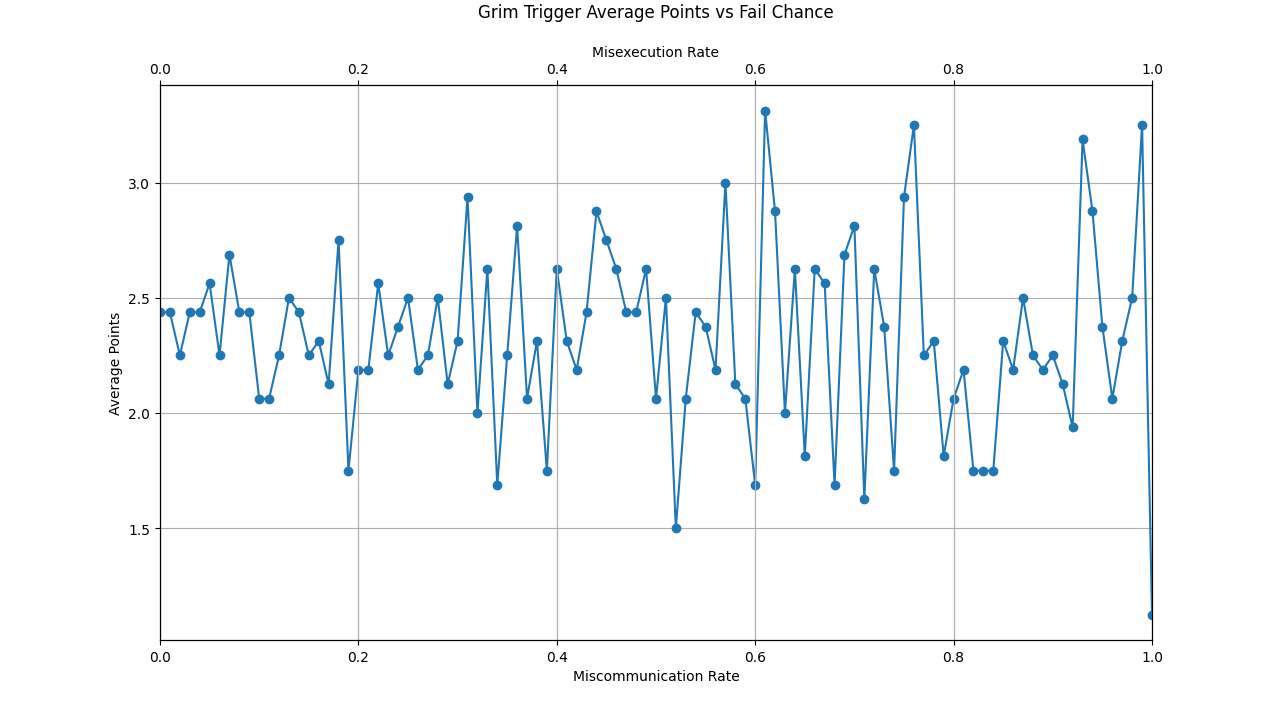 Grim Trigger Average Points vs Fail Chance
Misexecution Rate
0.0 0.2 0.4 0.6 0.8 1.0
3.0
2.5
2.0
1.5
Average Points
0.0 0.2 0.4 0.6 0.8 1.0
Miscommunication Rate